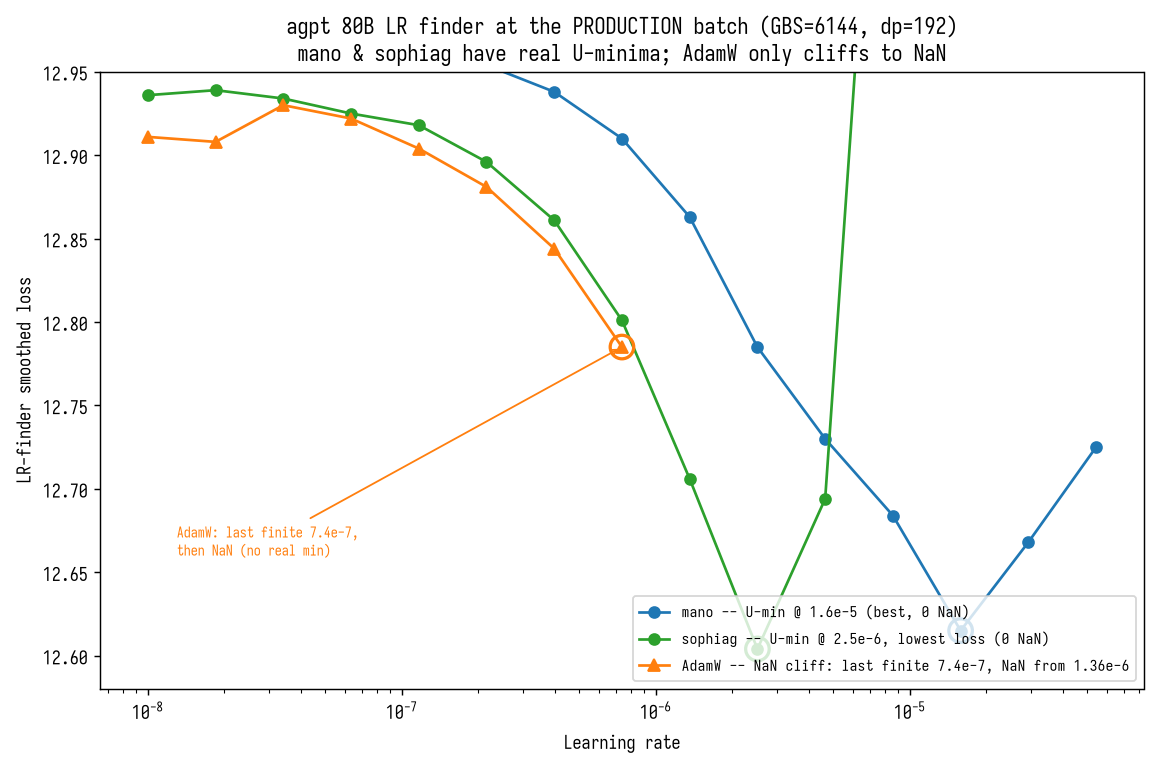 agpt 80B LR finder at the PRODUCTION batch (GBS=6144, dp=192)
mano & sophiag have real U-minima; AdamW only cliffs to NaN
12.95
12.90
12.85
12.80
12.75
12.70
12.65
12.60
LR-finder smoothed loss
AdamW: last finite 7.4e-7,
then NaN (no real min)
mano -- U-min @ 1.6e-5 (best, 0 NaN)
sophiag -- U-min @ 2.5e-6, lowest loss (0 NaN)
AdamW -- NaN cliff: last finite 7.4e-7, NaN from 1.36e-6
10⁻⁸
10⁻⁷
10⁻⁶
10⁻⁵
Learning rate